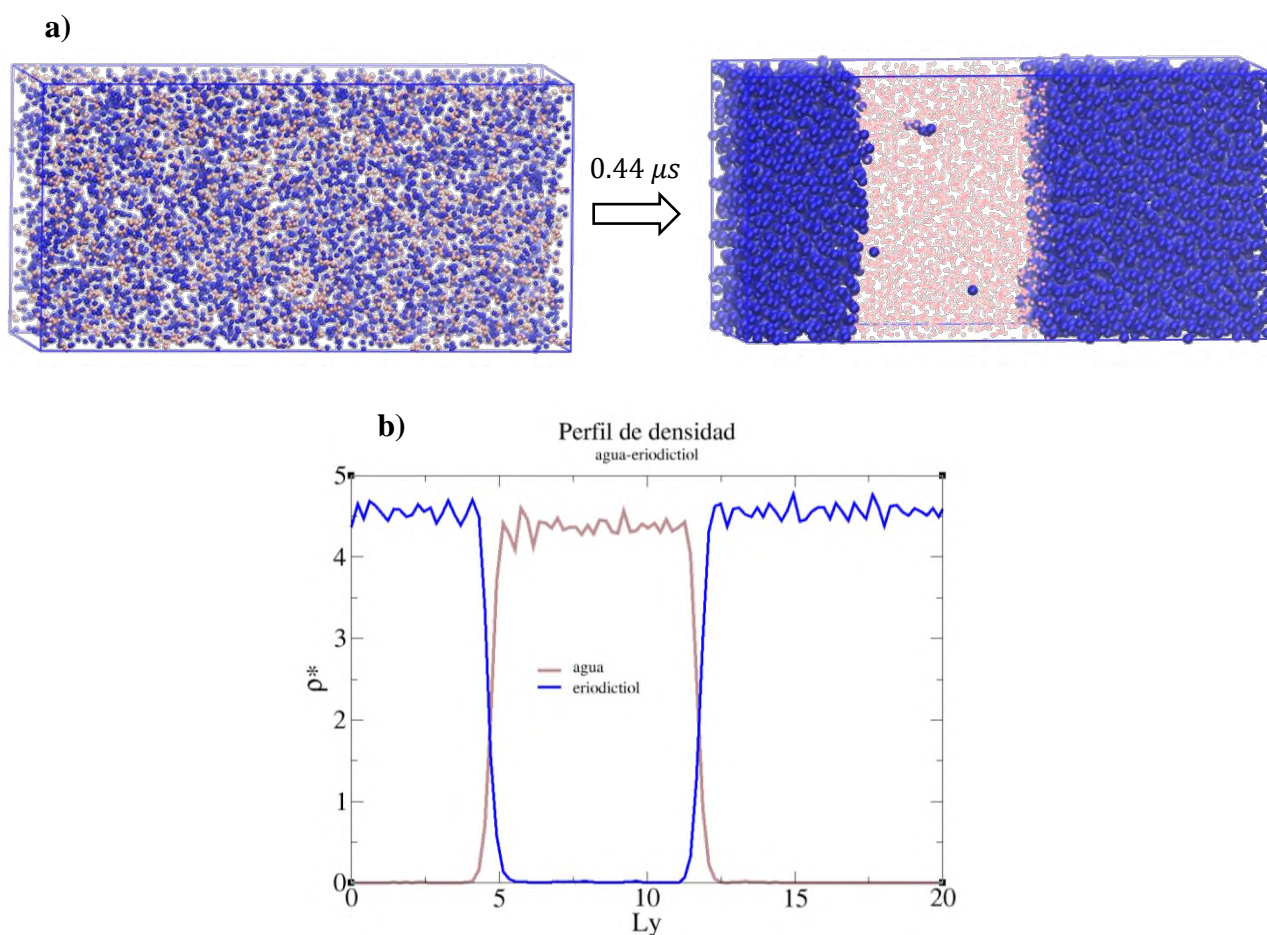 a)
0.44 μs
b)
Perfil de densidad
agua-eriodictiol
5
4
3
2
1
0
ρ*
agua
eriodictiol
0
5
10
15
20
Ly